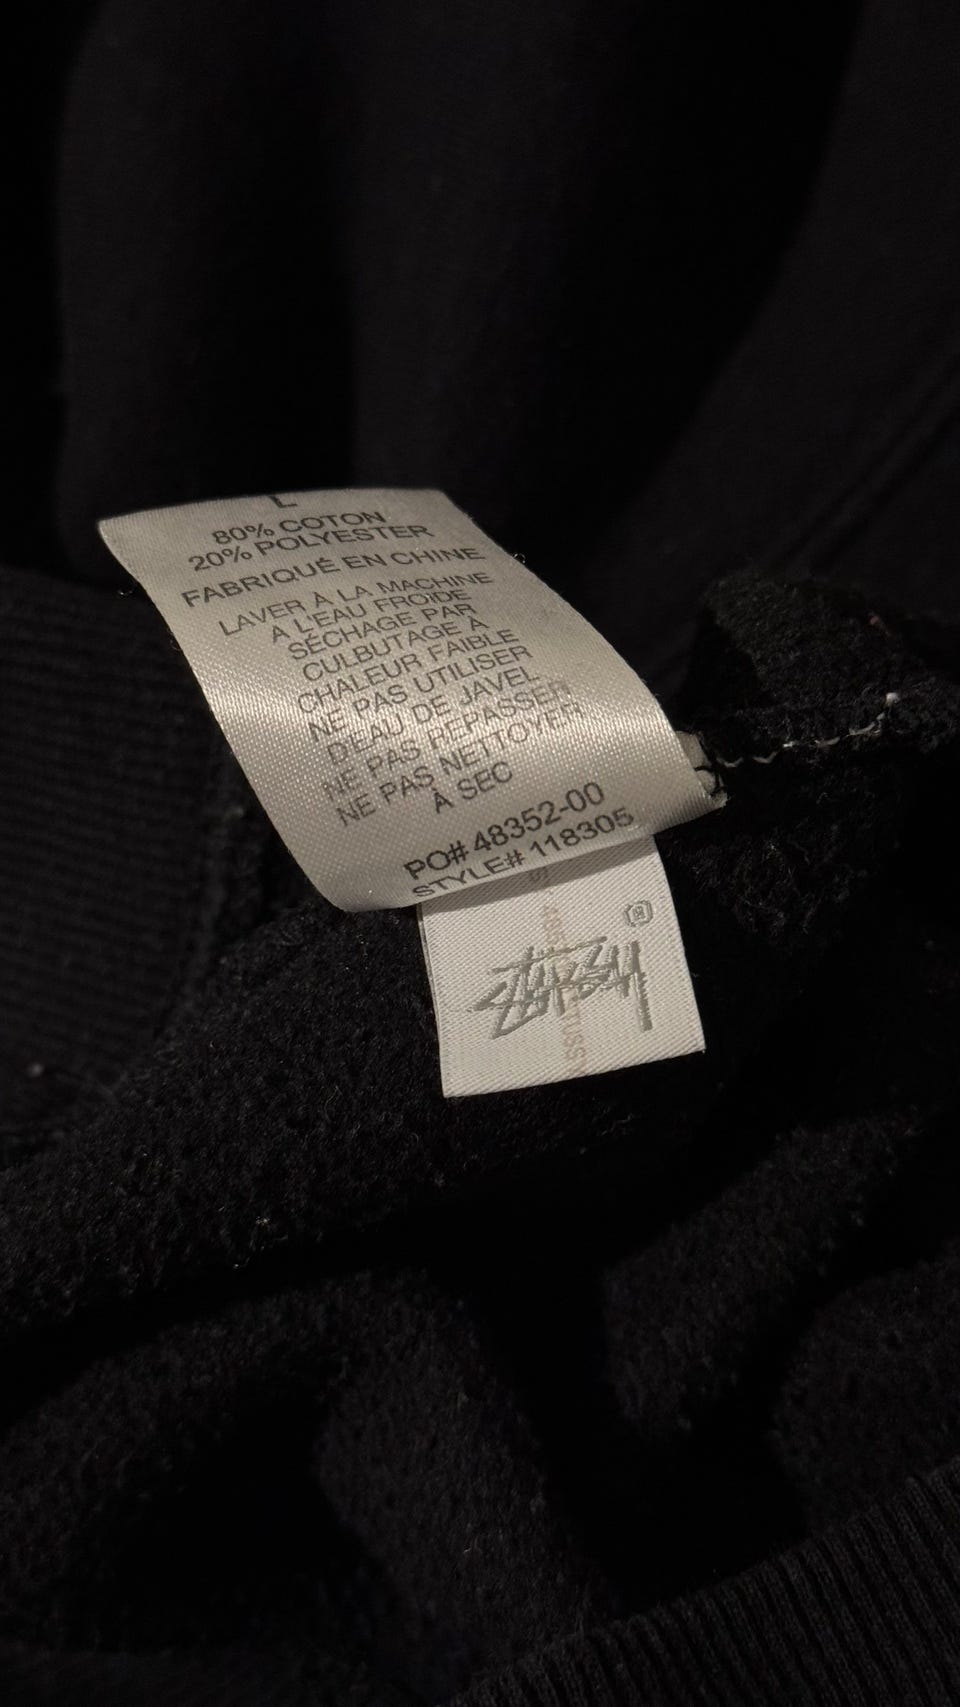 L
80% COTON
20% POLYESTER
FABRIQUÉ EN CHINE
LAVER À LA MACHINE
A L'EAU FROIDE
SÉCHAGE PAR
CULBUTAGE À
CHALEUR FAIBLE
NE PAS UTILISER
D'EAU DE JAVEL
NE PAS REPASSER
NE PAS NETTOYER
À SEC
PO# 48352-00
STYLE# 118305
®
STÜSSY